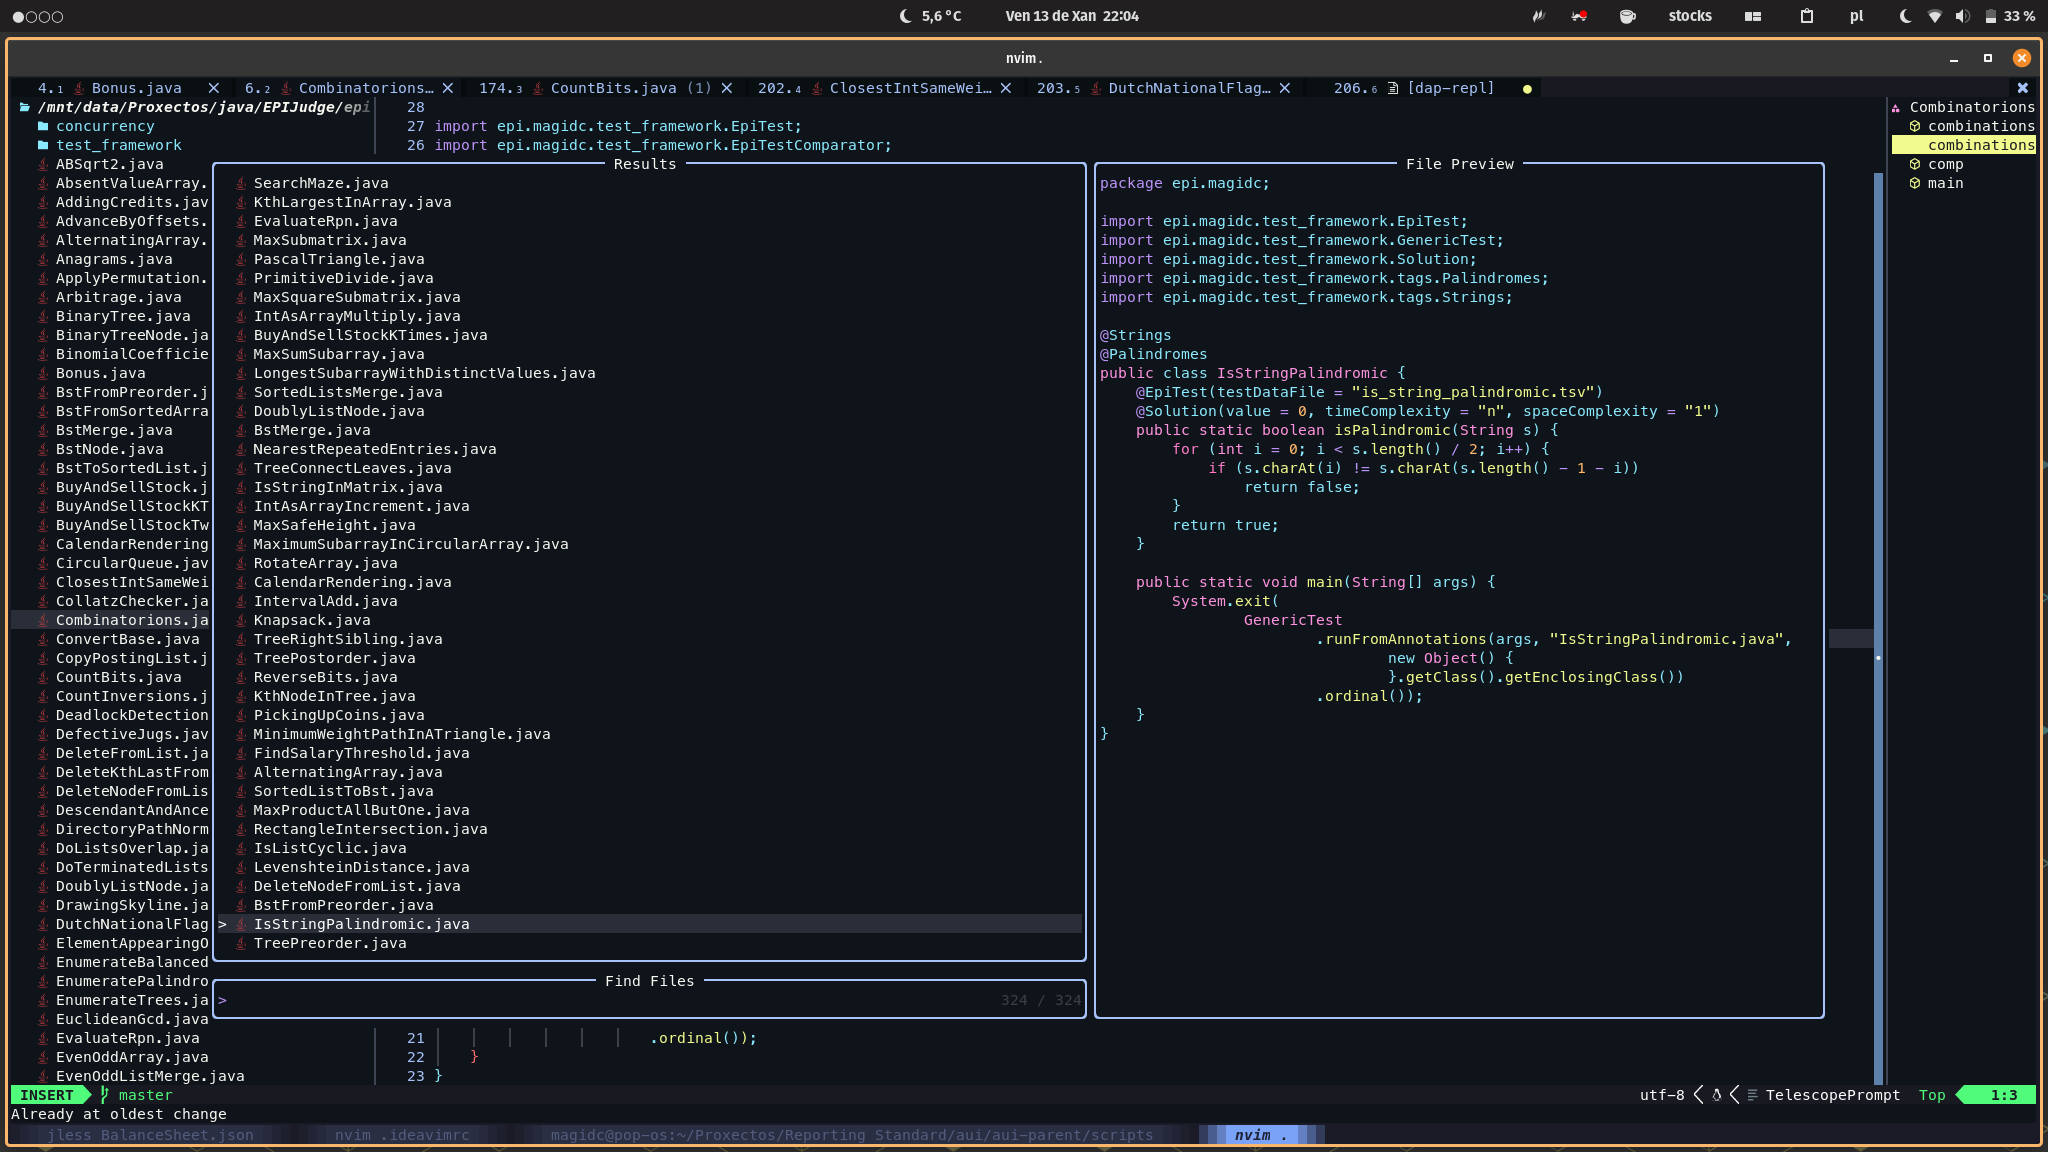 5,6 °C Ven 13 de Xan 22:04 stocks pl 33 %
nvim .
4.₁ Bonus.java 6.₂ Combinatorions… 174.₃ CountBits.java (1) 202.₄ ClosestIntSameWei… 203.₅ DutchNationalFlag… 206.₆ [dap-repl]
/mnt/data/Proxectos/java/EPIJudge/epi
concurrency
test_framework
ABSqrt2.java
AbsentValueArray.
AddingCredits.jav
AdvanceByOffsets.
AlternatingArray.
Anagrams.java
ApplyPermutation.
Arbitrage.java
BinaryTree.java
BinaryTreeNode.ja
BinomialCoefficie
Bonus.java
BstFromPreorder.j
BstFromSortedArra
BstMerge.java
BstNode.java
BstToSortedList.j
BuyAndSellStock.j
BuyAndSellStockKT
BuyAndSellStockTw
CalendarRendering
CircularQueue.jav
ClosestIntSameWei
CollatzChecker.ja
Combinatorions.ja
ConvertBase.java
CopyPostingList.j
CountBits.java
CountInversions.j
DeadlockDetection
DefectiveJugs.jav
DeleteFromList.ja
DeleteKthLastFrom
DeleteNodeFromLis
DescendantAndAnce
DirectoryPathNorm
DoListsOverlap.ja
DoTerminatedLists
DoublyListNode.ja
DrawingSkyline.ja
DutchNationalFlag
ElementAppearingO
EnumerateBalanced
EnumeratePalindro
EnumerateTrees.ja
EuclideanGcd.java
EvaluateRpn.java
EvenOddArray.java
EvenOddListMerge.java
28
27 import epi.magidc.test_framework.EpiTest;
26 import epi.magidc.test_framework.EpiTestComparator;
Results
SearchMaze.java
KthLargestInArray.java
EvaluateRpn.java
MaxSubmatrix.java
PascalTriangle.java
PrimitiveDivide.java
MaxSquareSubmatrix.java
IntAsArrayMultiply.java
BuyAndSellStockKTimes.java
MaxSumSubarray.java
LongestSubarrayWithDistinctValues.java
SortedListsMerge.java
DoublyListNode.java
BstMerge.java
NearestRepeatedEntries.java
TreeConnectLeaves.java
IsStringInMatrix.java
IntAsArrayIncrement.java
MaxSafeHeight.java
MaximumSubarrayInCircularArray.java
RotateArray.java
CalendarRendering.java
IntervalAdd.java
Knapsack.java
TreeRightSibling.java
TreePostorder.java
ReverseBits.java
KthNodeInTree.java
PickingUpCoins.java
MinimumWeightPathInATriangle.java
FindSalaryThreshold.java
AlternatingArray.java
SortedListToBst.java
MaxProductAllButOne.java
RectangleIntersection.java
IsListCyclic.java
LevenshteinDistance.java
DeleteNodeFromList.java
BstFromPreorder.java
> IsStringPalindromic.java
TreePreorder.java
Find Files
> 324 / 324
File Preview
package epi.magidc;
import epi.magidc.test_framework.EpiTest;
import epi.magidc.test_framework.GenericTest;
import epi.magidc.test_framework.Solution;
import epi.magidc.test_framework.tags.Palindromes;
import epi.magidc.test_framework.tags.Strings;
@Strings
@Palindromes
public class IsStringPalindromic {
@EpiTest(testDataFile = "is_string_palindromic.tsv")
@Solution(value = 0, timeComplexity = "n", spaceComplexity = "1")
public static boolean isPalindromic(String s) {
for (int i = 0; i < s.length() / 2; i++) {
if (s.charAt(i) != s.charAt(s.length() - 1 - i))
return false;
}
return true;
}
public static void main(String[] args) {
System.exit(
GenericTest
.runFromAnnotations(args, "IsStringPalindromic.java",
new Object() {
}.getClass().getEnclosingClass())
.ordinal());
}
}
21 .ordinal());
22 }
23 }
Combinatorions
combinations
combinations
comp
main
INSERT master utf-8 TelescopePrompt Top 1:3
Already at oldest change
jless BalanceSheet.json nvim .ideavimrc magidc@pop-os:~/Proxectos/Reporting Standard/aui/aui-parent/scripts nvim .